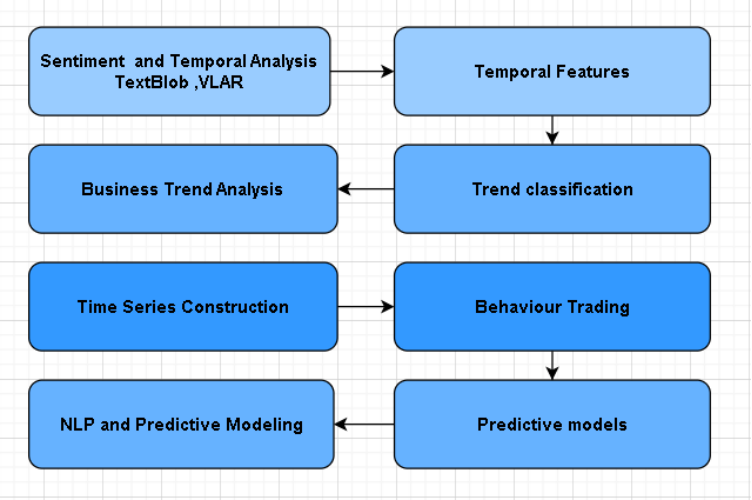 Sentiment and Temporal Analysis
TextBlob ,VLAR
Temporal Features
Business Trend Analysis
Trend classification
Time Series Construction
Behaviour Trading
NLP and Predictive Modeling
Predictive models